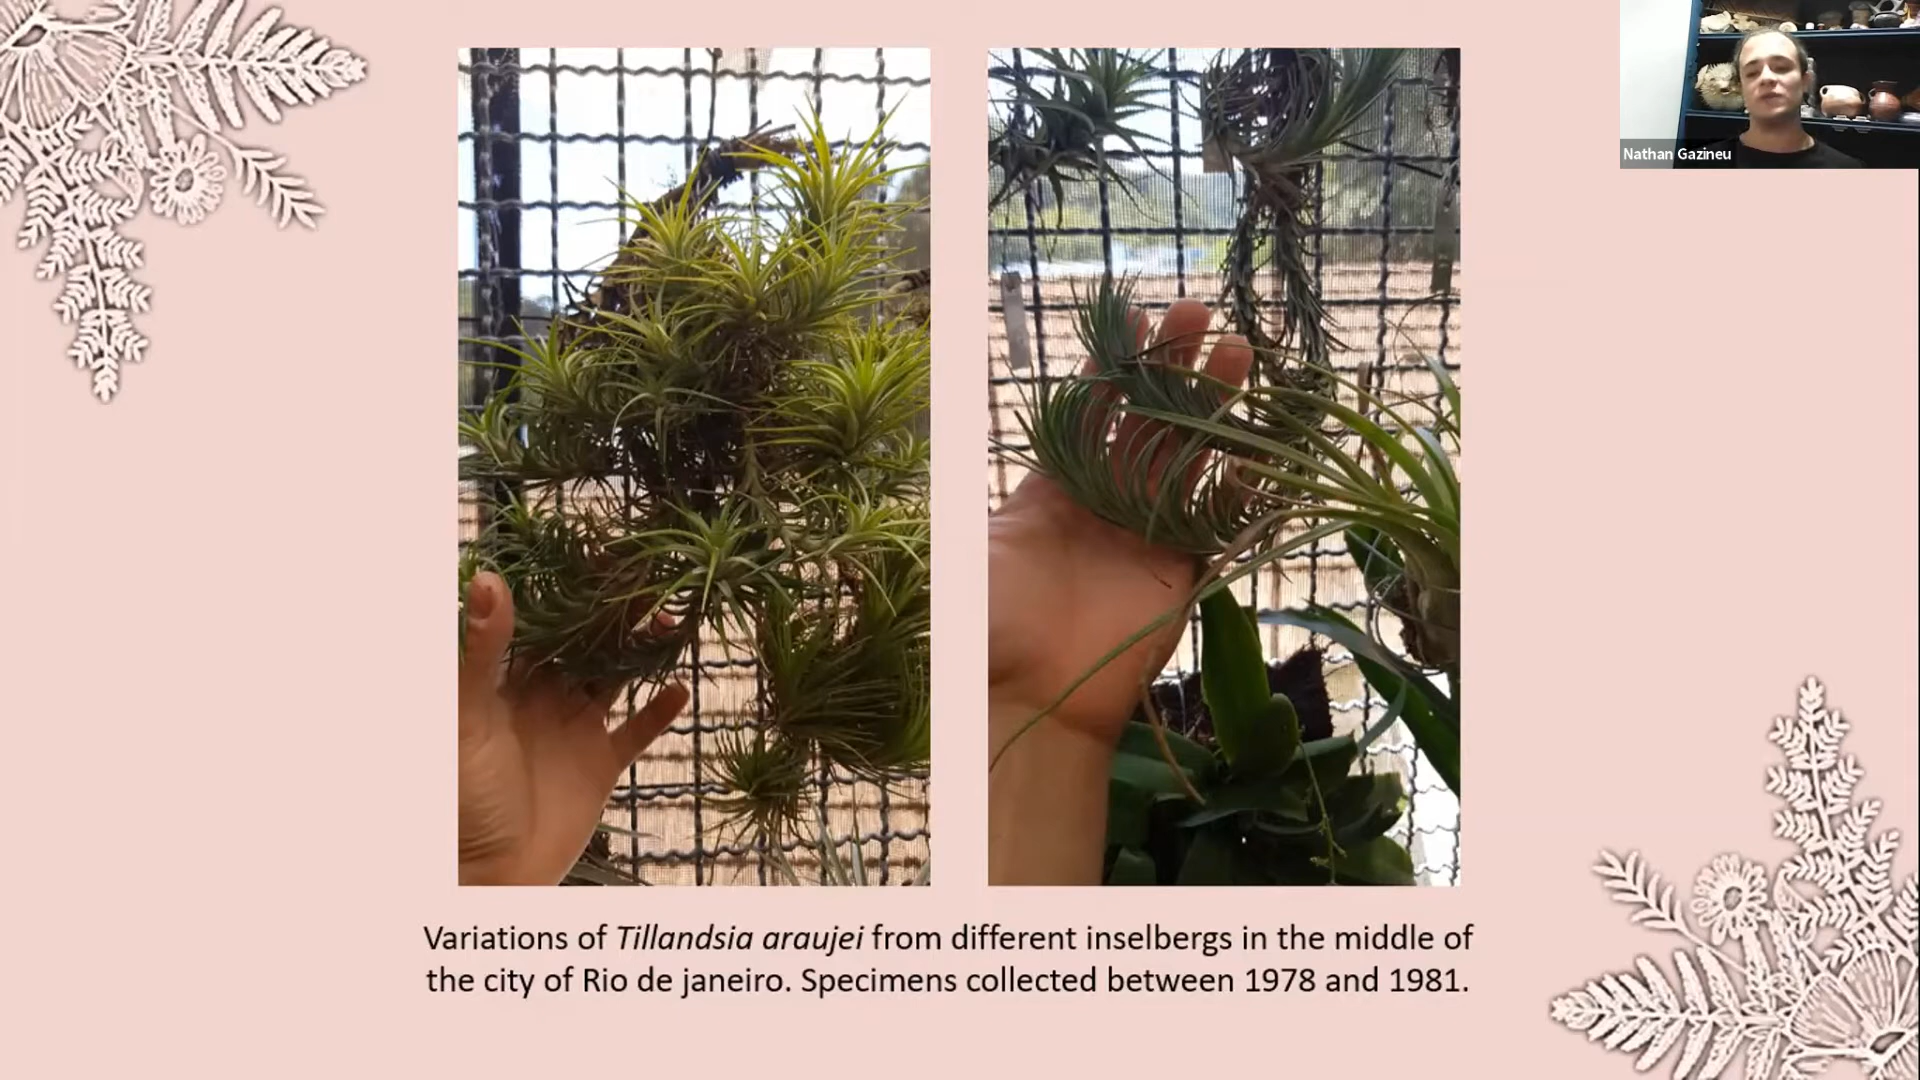 Nathan Gazineu
Variations of Tillandsia araujei from different inselbergs in the middle of
the city of Rio de janeiro. Specimens collected between 1978 and 1981.